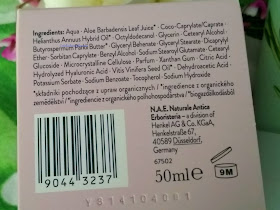 Ingredients: Aqua - Aloe Barbadensis Leaf Juice* - Coco-Caprylate/Caprate -
Helianthus Annuus Hybrid Oil* - Octyldodecanol - Glycerin - Cetearyl Alcohol -
Butyrospermum Parkii Butter* - Glyceryl Behenate - Glyceryl Stearate - Dicaprylyl
Ether - Sorbitan Caprylate - Benzyl Alcohol - Sodium Stearoyl Glutamate - Cetearyl
Glucoside - Microcrystalline Cellulose - Parfum - Xanthan Gum - Citric Acid -
Hydrolyzed Hyaluronic Acid - Vitis Vinifera Seed Oil* - Dehydroacetic Acid -
Potassium Sorbate - Sodium Benzoate - Tocopherol - Sodium Hydroxide
*składniki pochodzące z upraw organicznych / *ingredience z organického
zemědělství / *ingrediencie z organického poľnohospodárstva / *biogazdálkodásból
N.A.E. Naturale Antica
Erboristeria - a division of
Henkel AG & Co. KGaA,
Henkelstraße 67,
40589 Düsseldorf,
Germany
67502
9044 3237
50ml e
9M